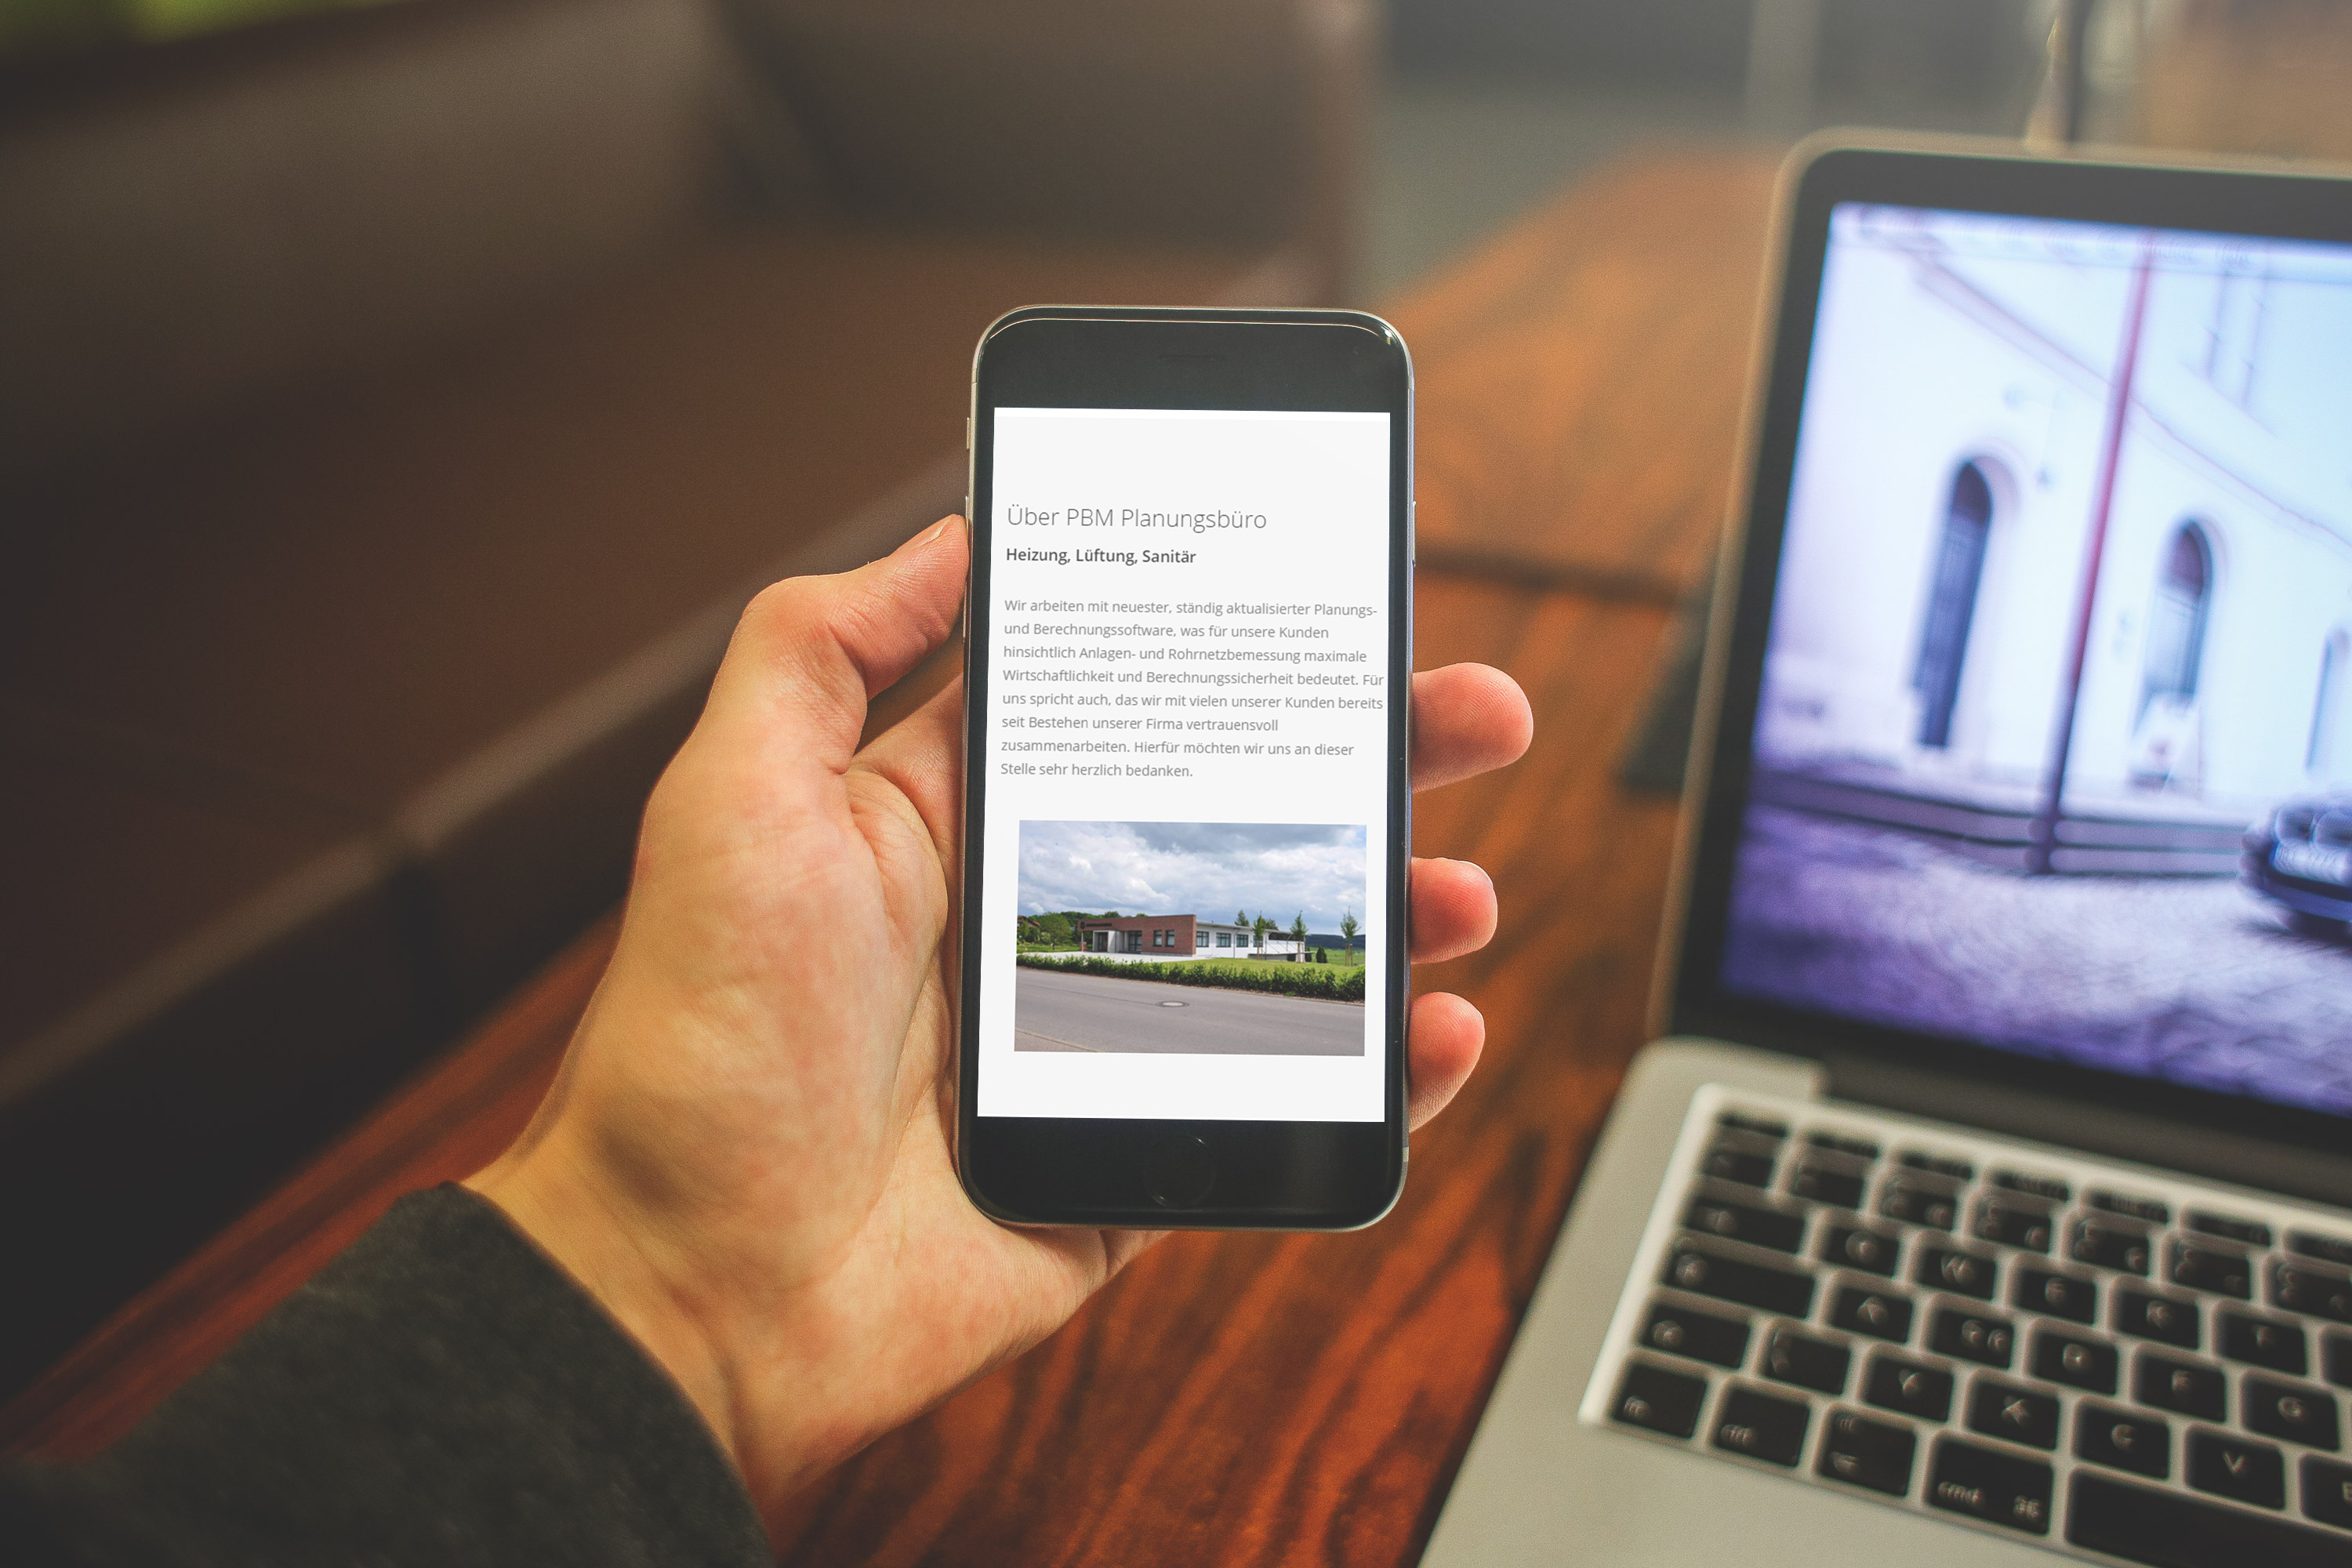 Über PBM Planungsbüro
Heizung, Lüftung, Sanitär
Wir arbeiten mit neuester, ständig aktualisierter Planungs-
und Berechnungssoftware, was für unsere Kunden
hinsichtlich Anlagen- und Rohrnetzbemessung maximale
Wirtschaftlichkeit und Berechnungssicherheit bedeutet. Für
uns spricht auch, das wir mit vielen unserer Kunden bereits
seit Bestehen unserer Firma vertrauensvoll
zusammenarbeiten. Hierfür möchten wir uns an dieser
Stelle sehr herzlich bedanken.
cmd